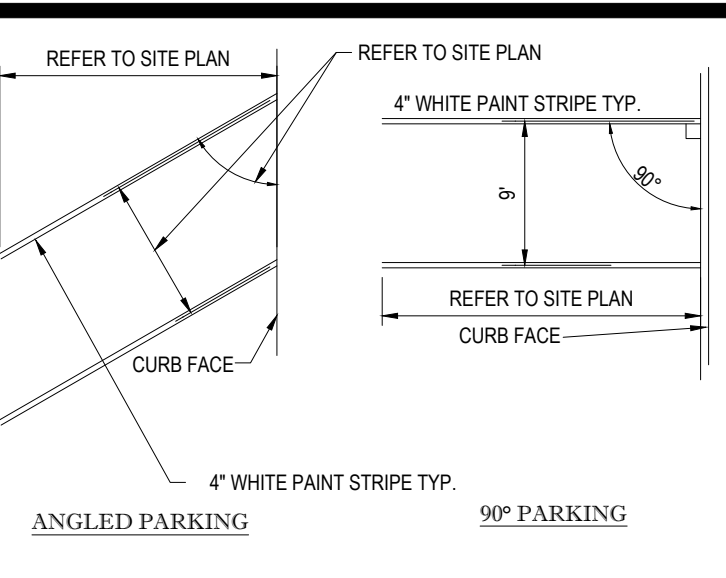 REFER TO SITE PLAN
REFER TO SITE PLAN
CURB FACE
4" WHITE PAINT STRIPE TYP.
ANGLED PARKING
4" WHITE PAINT STRIPE TYP.
9'
90°
REFER TO SITE PLAN
CURB FACE
90° PARKING